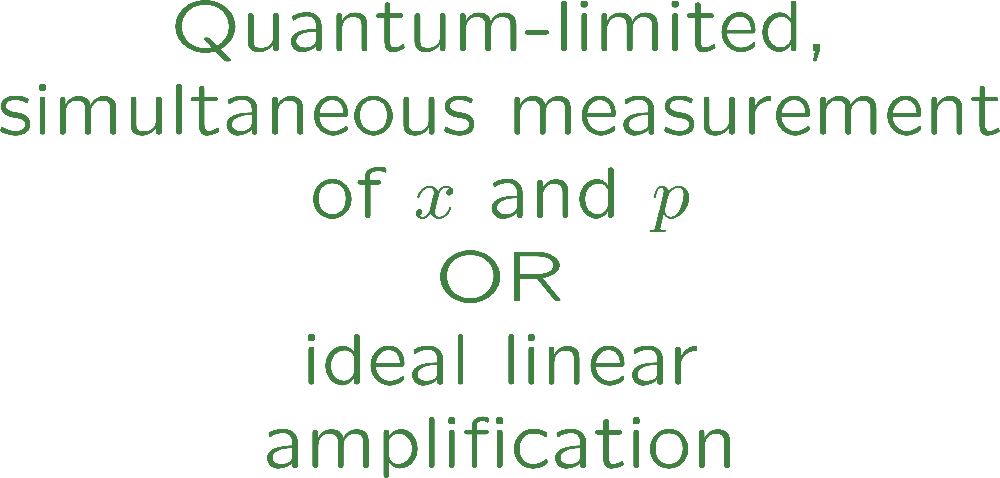 Quantum-limited,
simultaneous measurement
of x and p
OR
ideal linear
amplification